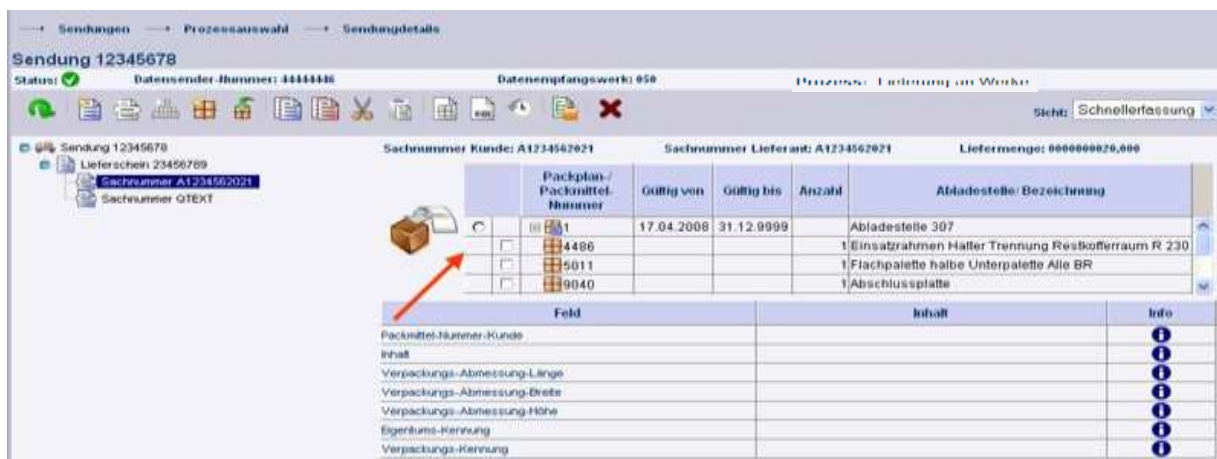 Sendungen Prozessauswahl Sendungdetails
Sendung 12345678
Status: Datensender-Nummer: 44444446 Datenempfangswerk: 050 Prozess: Lieferung an Werke
Sicht: Schnellerfassung
Sendung 12345678
Lieferschein 23456789
Sachnummer A1234562021
Sachnummer QTEXT
Sachnummer Kunde: A1234562021 Sachnummer Lieferant: A1234562021 Liefermenge: 0000000020,000
Packplan-/
Packmittel-
Nummer
Gültig von Gültig bis Anzahl Abladestelle/Bezeichnung
1 17.04.2008 31.12.9999 Abladestelle 307
4486 1 Einsatzrahmen Halter Trennung Restkofferraum R 230
5011 1 Flachpalette halbe Unterpalette Alle BR
9040 1 Abschlussplatte
Feld Inhalt Info
Packmittel-Nummer-Kunde
Inhalt
Verpackungs-Abmessung-Länge
Verpackungs-Abmessung-Breite
Verpackungs-Abmessung-Höhe
Eigentums-Kennung
Verpackungs-Kennung